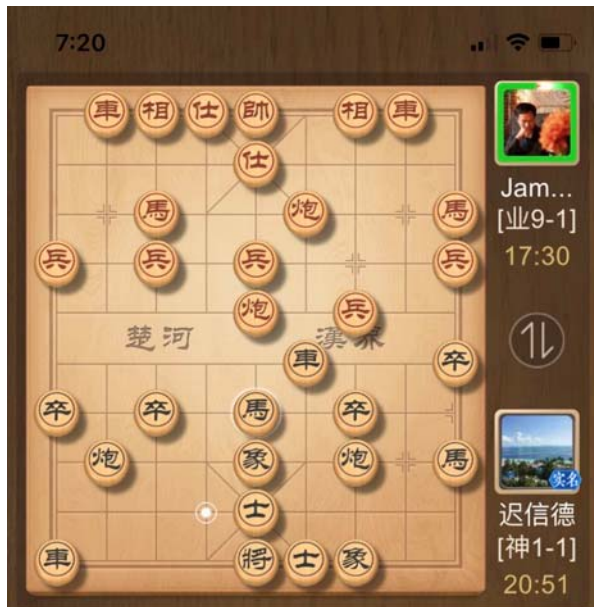 7:20
車 相 仕 帥 相 車
仕
馬 炮 馬
兵 兵 兵 兵
炮 兵
楚河 漢界
車 卒
卒 卒 馬 卒
炮 象 炮 馬
士
車 將 士 象
Jam...
[业9-1]
17:30
实名
迟信德
[神1-1]
20:51